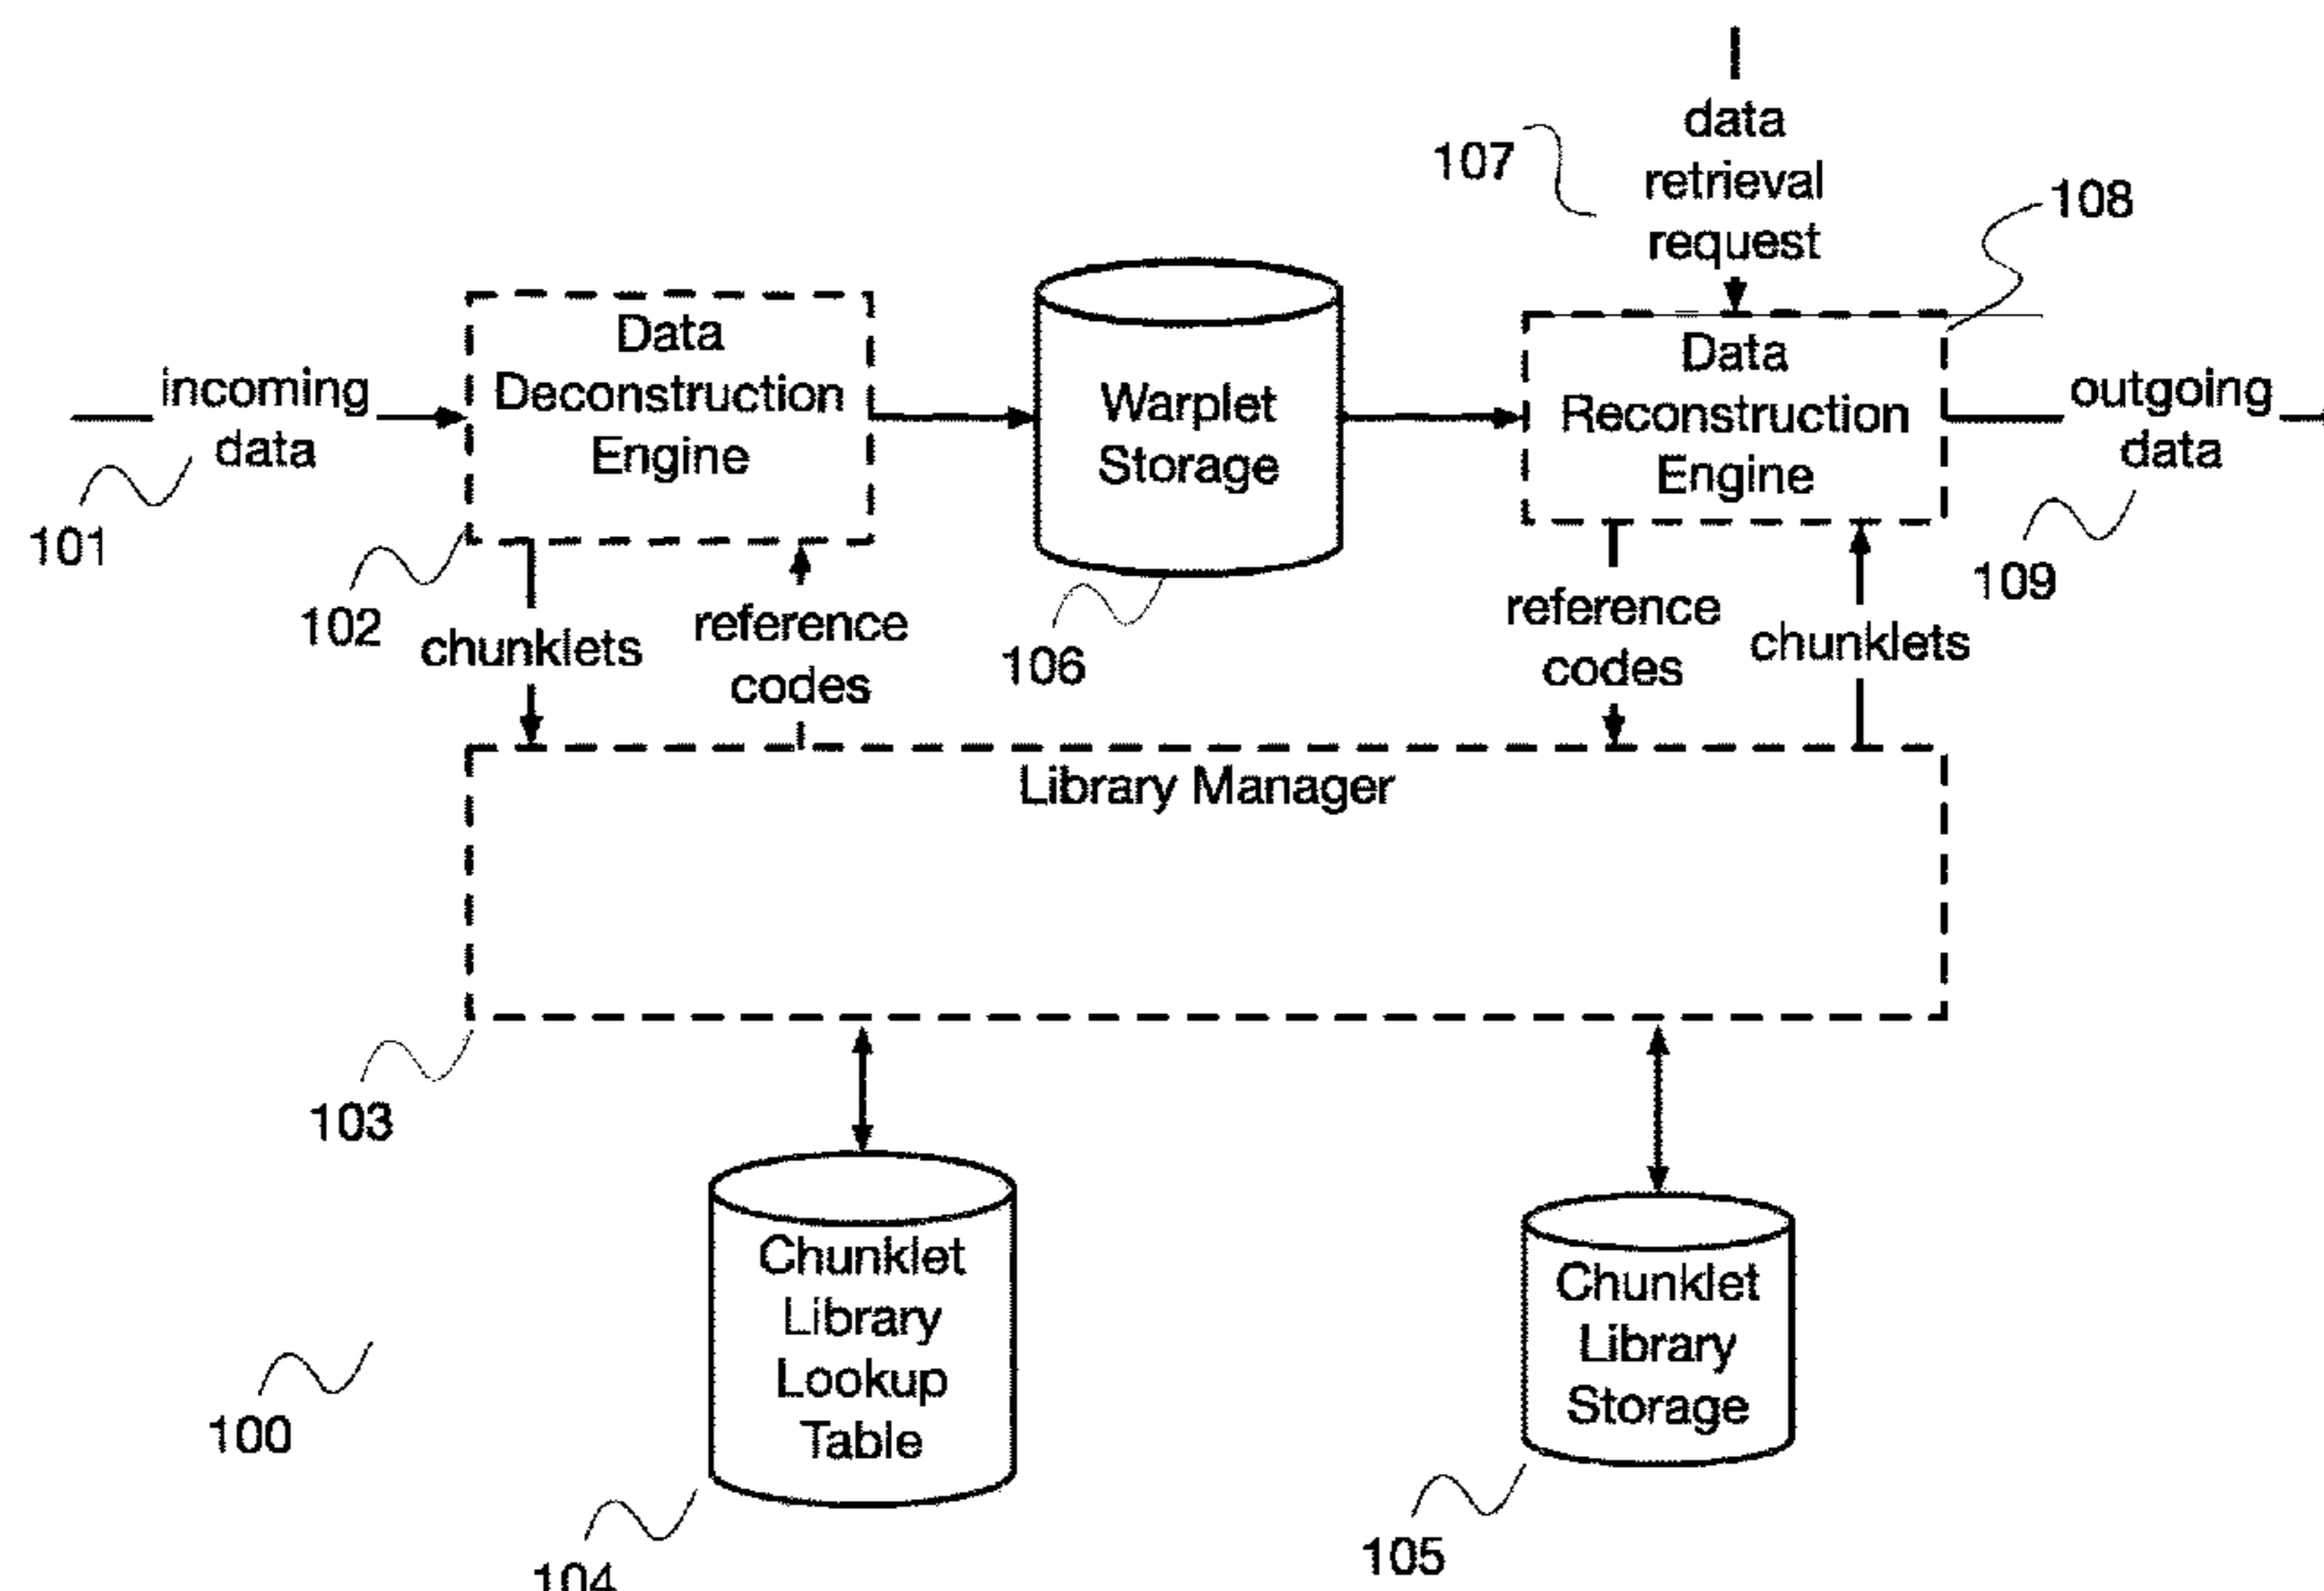 data
retrieval
request
107
108
incoming
data
101
Data
Deconstruction
Engine
102
Warplet
Storage
106
Data
Reconstruction
Engine
outgoing
data
109
chunklets
reference
codes
reference
codes
chunklets
Library Manager
103
Chunklet
Library
Lookup
Table
104
Chunklet
Library
Storage
105
100